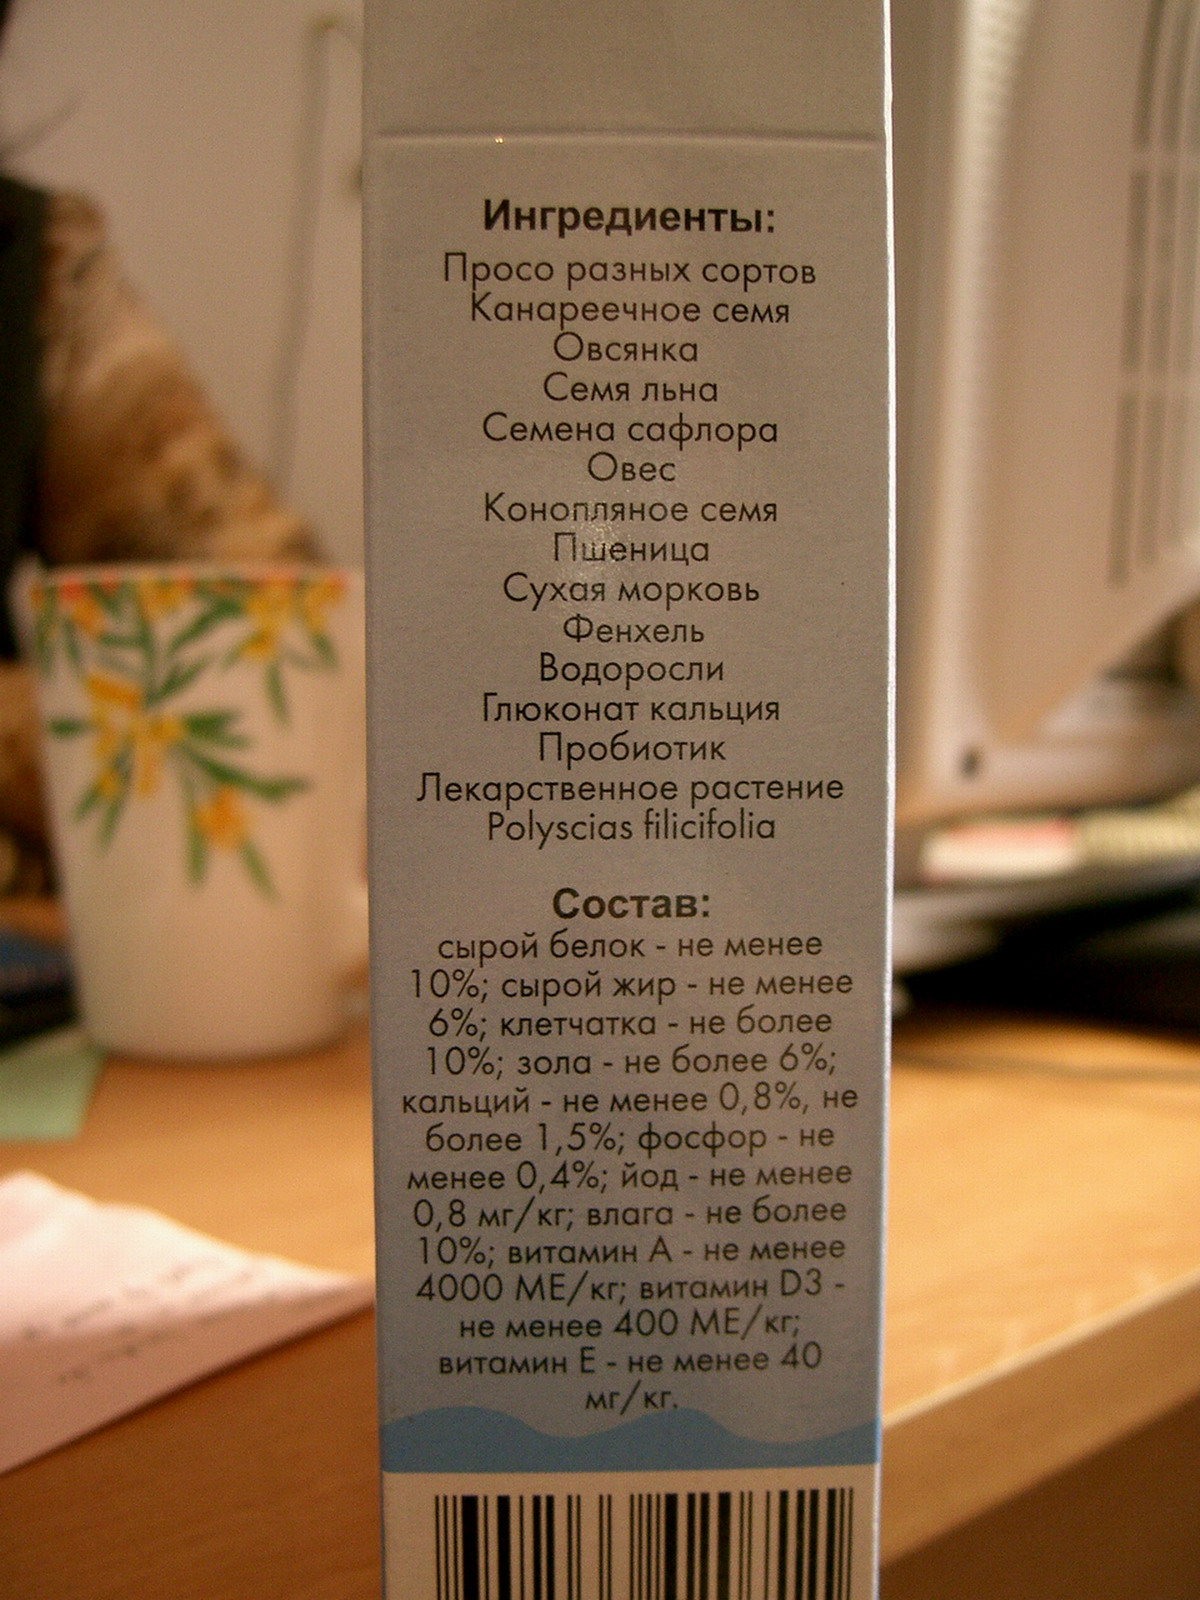 Ингредиенты:
Просо разных сортов
Канареечное семя
Овсянка
Семя льна
Семена сафлора
Овес
Конопляное семя
Пшеница
Сухая морковь
Фенхель
Водоросли
Глюконат кальция
Пробиотик
Лекарственное растение
Polyscias filicifolia
Состав:
сырой белок - не менее
10%; сырой жир - не менее
6%; клетчатка - не более
10%; зола - не более 6%;
кальций - не менее 0,8%, не
более 1,5%; фосфор - не
менее 0,4%; йод - не менее
0,8 мг/кг; влага - не более
10%; витамин А - не менее
4000 МЕ/кг; витамин D3 -
не менее 400 МЕ/кг;
витамин Е - не менее 40
мг/кг.